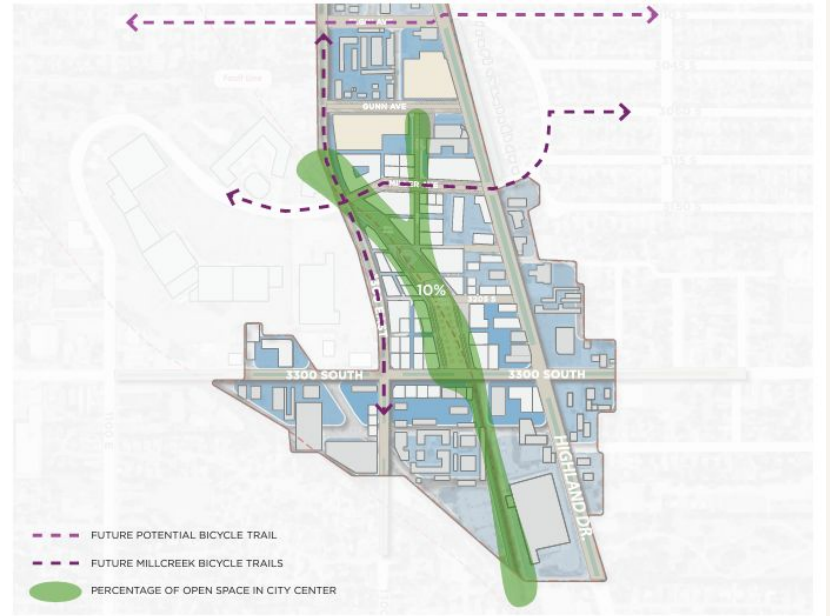 GUNN AVE
3205 S
10%
3300 SOUTH
3300 SOUTH
HIGHLAND DR.
FUTURE POTENTIAL BICYCLE TRAIL
FUTURE MILLCREEK BICYCLE TRAILS
PERCENTAGE OF OPEN SPACE IN CITY CENTER